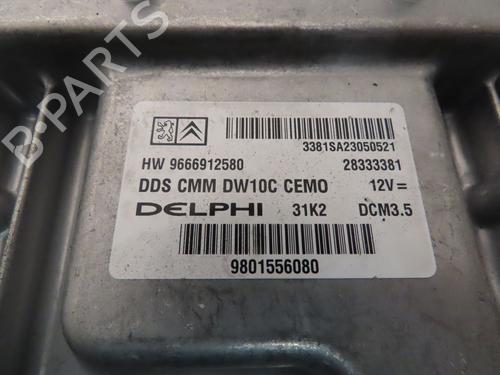 3381SA23050521
HW 9666912580 28333381
DDS CMM DW10C CEMO 12V=
DELPHI 31K2 DCM3.5
9801556080
B-PARTS